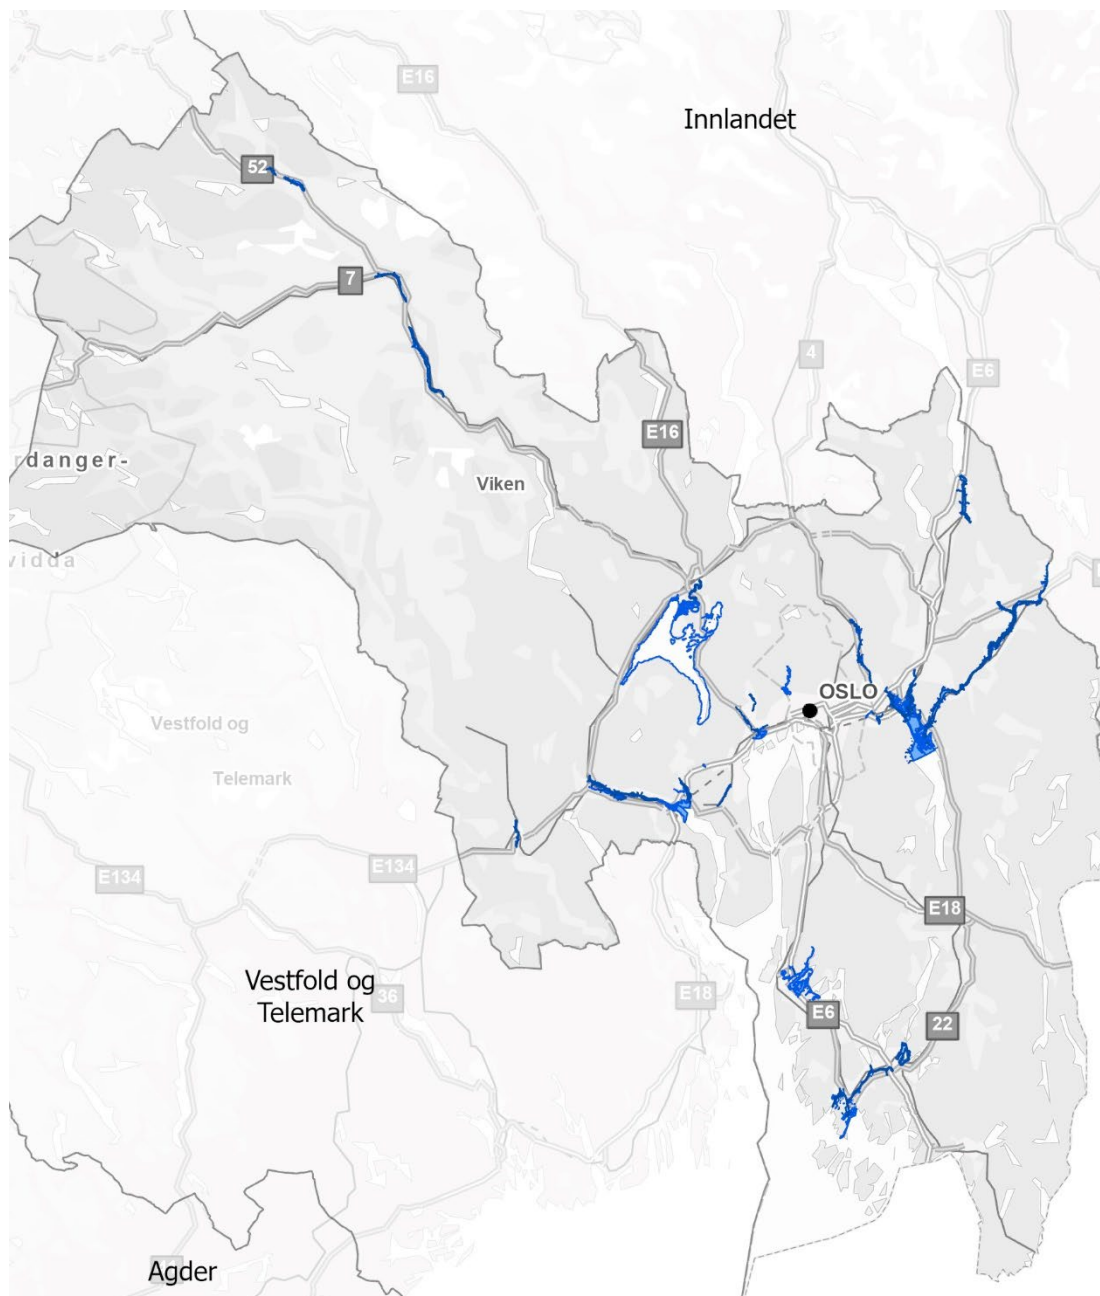 E16
Innlandet
52
7
4
E6
E16
danger-
Viken
vidda
OSLO
Vestfold og
Telemark
E134
E134
E18
Vestfold og
Telemark
36
E18
E6
22
Agder